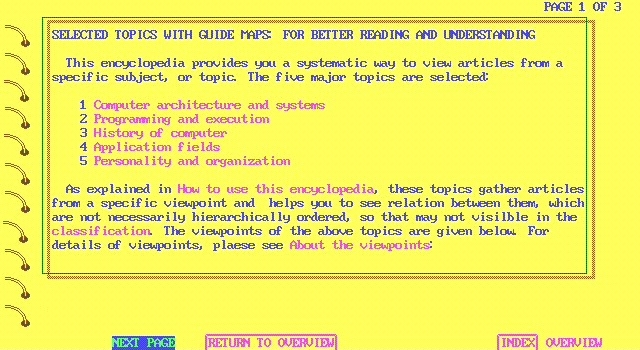 PAGE 1 OF 3
SELECTED TOPICS WITH GUIDE MAPS: FOR BETTER READING AND UNDERSTANDING
This encyclopedia provides you a systematic way to view articles from a
specific subject, or topic. The five major topics are selected:
1 Computer architecture and systems
2 Programming and execution
3 History of computer
4 Application fields
5 Personality and organization
As explained in How to use this encyclopedia, these topics gather articles
from a specific viewpoint and helps you to see relation between them, which
are not necessarily hierarchically ordered, so that may not visilble in the
classification. The viewpoints of the above topics are given below. For
details of viewpoints, plaese see About the viewpoints:
NEXT PAGE RETURN TO OVERVIEW INDEX OVERVIEW